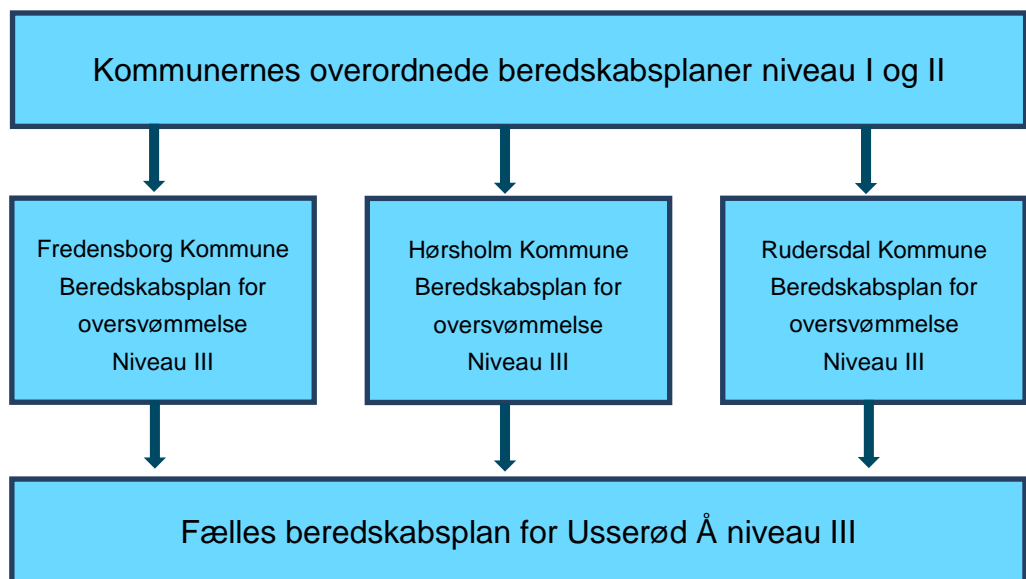 Kommunernes overordnede beredskabsplaner niveau I og II
Fredensborg Kommune
Beredskabsplan for
oversvømmelse
Niveau III
Hørsholm Kommune
Beredskabsplan for
oversvømmelse
Niveau III
Rudersdal Kommune
Beredskabsplan for
oversvømmelse
Niveau III
Fælles beredskabsplan for Usserød Å niveau III